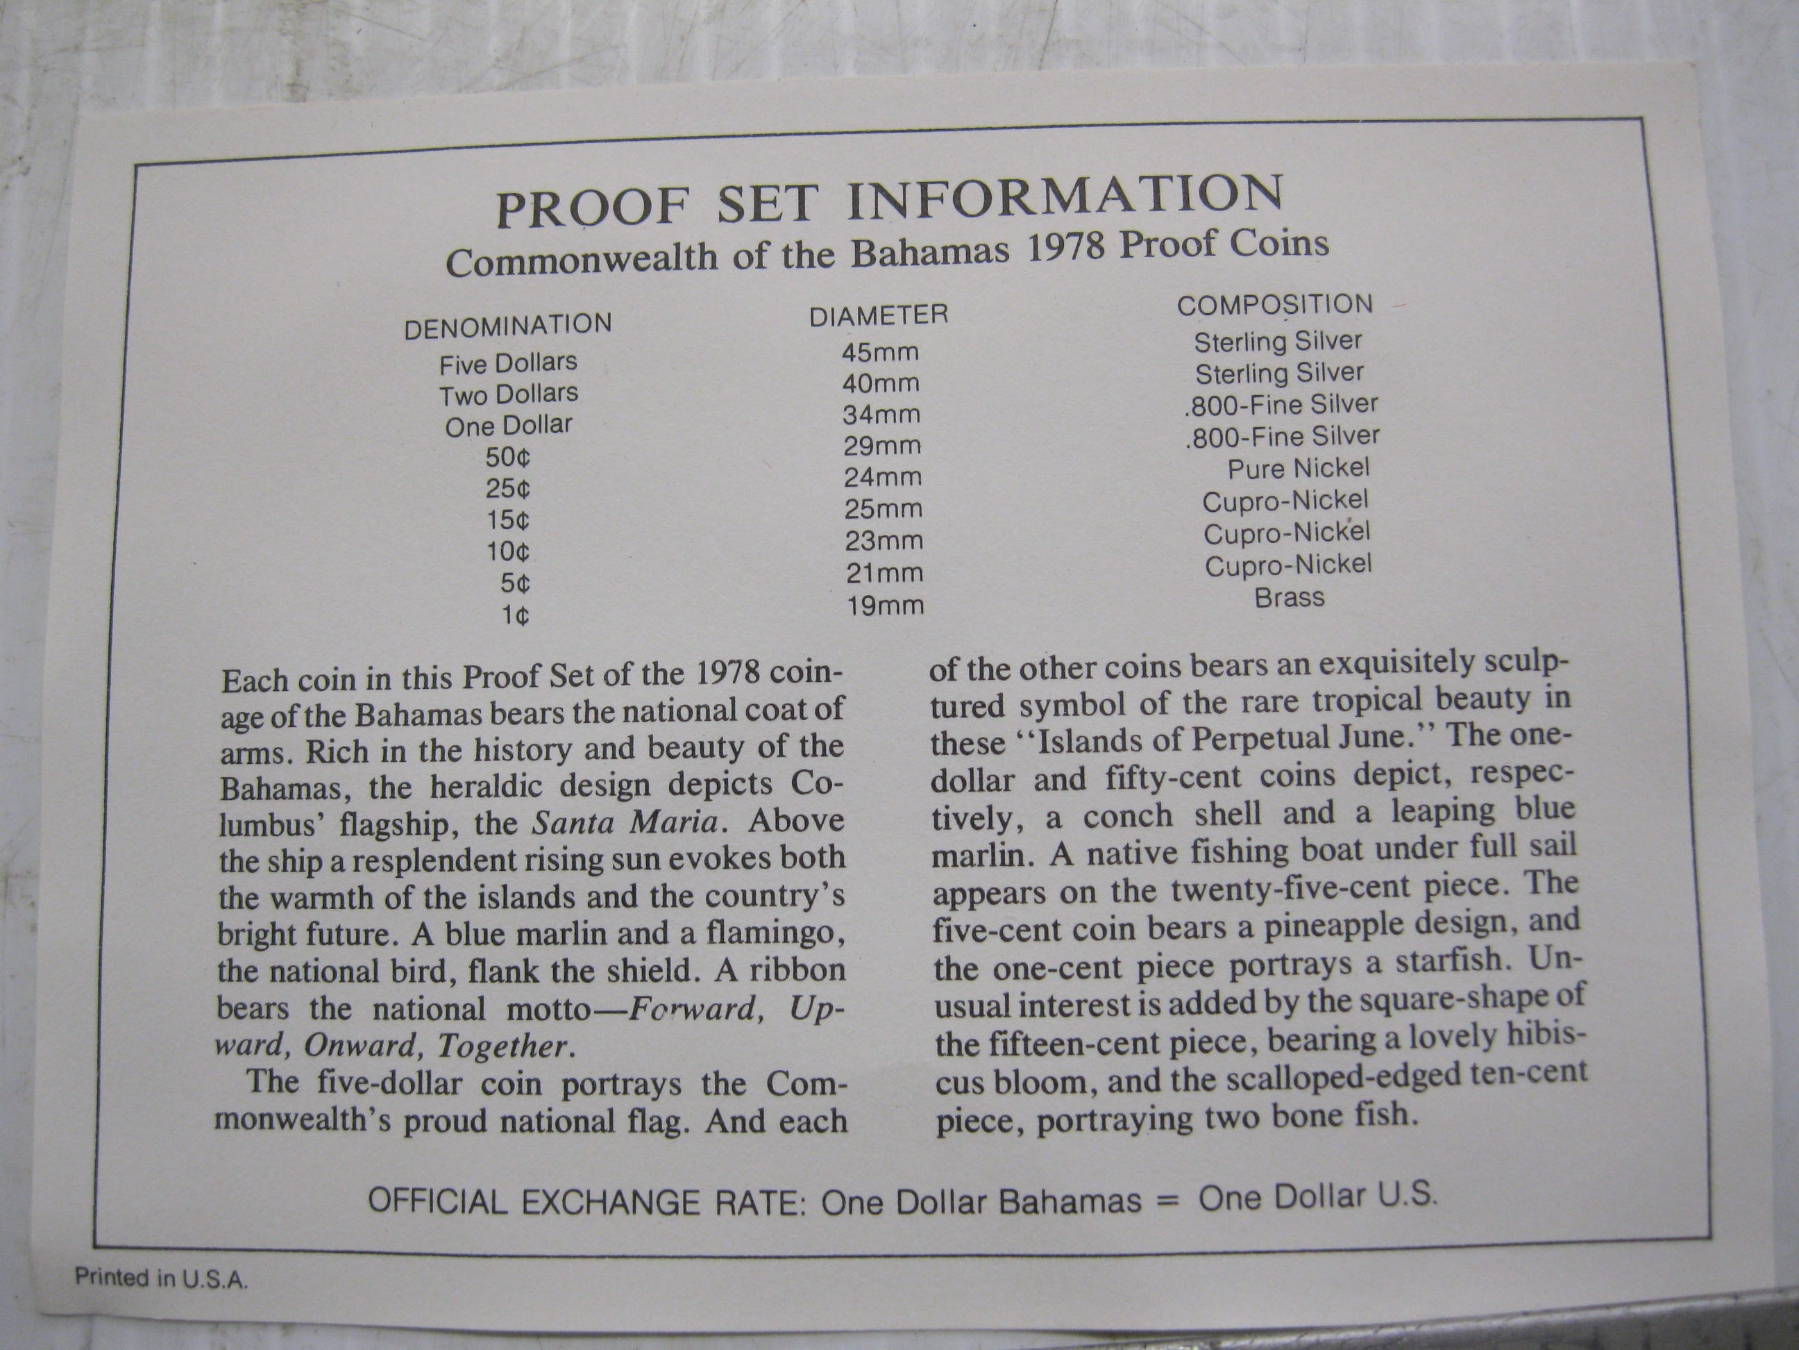 PROOF SET INFORMATION
Commonwealth of the Bahamas 1978 Proof Coins
DENOMINATION DIAMETER COMPOSITION
Five Dollars 45mm Sterling Silver
Two Dollars 40mm Sterling Silver
One Dollar 34mm .800-Fine Silver
50¢ 29mm .800-Fine Silver
25¢ 24mm Pure Nickel
15¢ 25mm Cupro-Nickel
10¢ 23mm Cupro-Nickel
5¢ 21mm Cupro-Nickel
1¢ 19mm Brass
Each coin in this Proof Set of the 1978 coin-
age of the Bahamas bears the national coat of
arms. Rich in the history and beauty of the
Bahamas, the heraldic design depicts Co-
lumbus' flagship, the Santa Maria. Above
the ship a resplendent rising sun evokes both
the warmth of the islands and the country's
bright future. A blue marlin and a flamingo,
the national bird, flank the shield. A ribbon
bears the national motto—Forward, Up-
ward, Onward, Together.
The five-dollar coin portrays the Com-
monwealth's proud national flag. And each
of the other coins bears an exquisitely sculp-
tured symbol of the rare tropical beauty in
these ‘‘Islands of Perpetual June.’’ The one-
dollar and fifty-cent coins depict, respec-
tively, a conch shell and a leaping blue
marlin. A native fishing boat under full sail
appears on the twenty-five-cent piece. The
five-cent coin bears a pineapple design, and
the one-cent piece portrays a starfish. Un-
usual interest is added by the square-shape of
the fifteen-cent piece, bearing a lovely hibis-
cus bloom, and the scalloped-edged ten-cent
piece, portraying two bone fish.
OFFICIAL EXCHANGE RATE: One Dollar Bahamas = One Dollar U.S.
Printed in U.S.A.